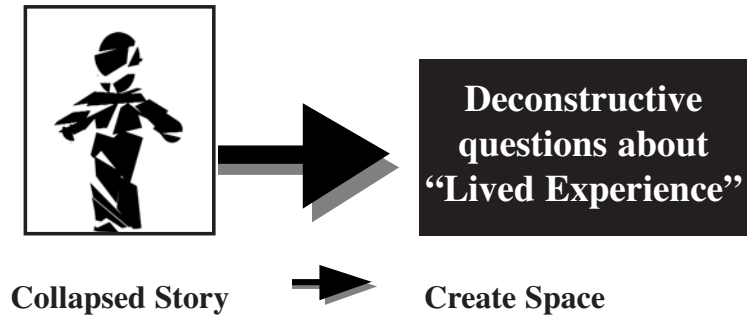 Deconstructive
questions about
“Lived Experience”
Collapsed Story
Create Space